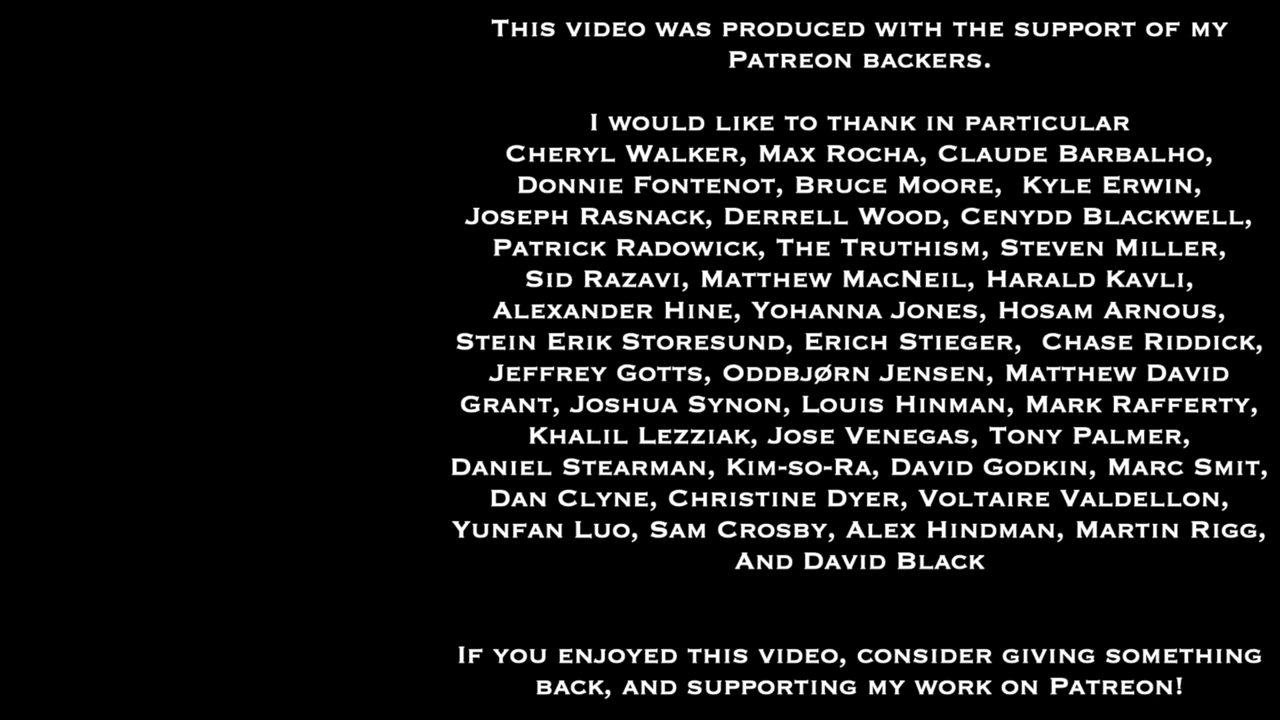 This video was produced with the support of my
Patreon backers.
I would like to thank in particular
Cheryl Walker, Max Rocha, Claude Barbalho,
Donnie Fontenot, Bruce Moore,  Kyle Erwin,
Joseph Rasnack, Derrell Wood, Cenydd Blackwell,
Patrick Radowick, The Truthism, Steven Miller,
Sid Razavi, Matthew MacNeil, Harald Kavli,
Alexander Hine, Yohanna Jones, Hosam Arnous,
Stein Erik Storesund, Erich Stieger,  Chase Riddick,
Jeffrey Gotts, Oddbjørn Jensen, Matthew David
Grant, Joshua Synon, Louis Hinman, Mark Rafferty,
Khalil Lezziak, Jose Venegas, Tony Palmer,
Daniel Stearman, Kim-so-Ra, David Godkin, Marc Smit,
Dan Clyne, Christine Dyer, Voltaire Valdellon,
Yunfan Luo, Sam Crosby, Alex Hindman, Martin Rigg,
And David Black
If you enjoyed this video, consider giving something
back, and supporting my work on Patreon!